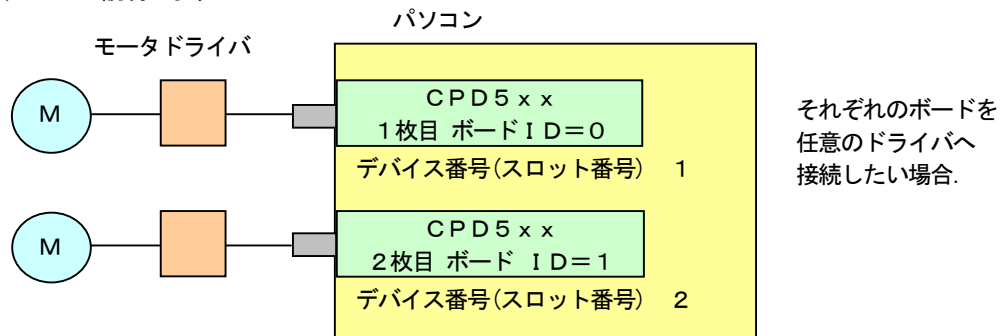 パソコン
モータドライバ
M
CPD5xx
1枚目 ボードID=0
デバイス番号(スロット番号) 1
それぞれのボードを
任意のドライバへ
接続したい場合.
M
CPD5xx
2枚目 ボード ID=1
デバイス番号(スロット番号) 2